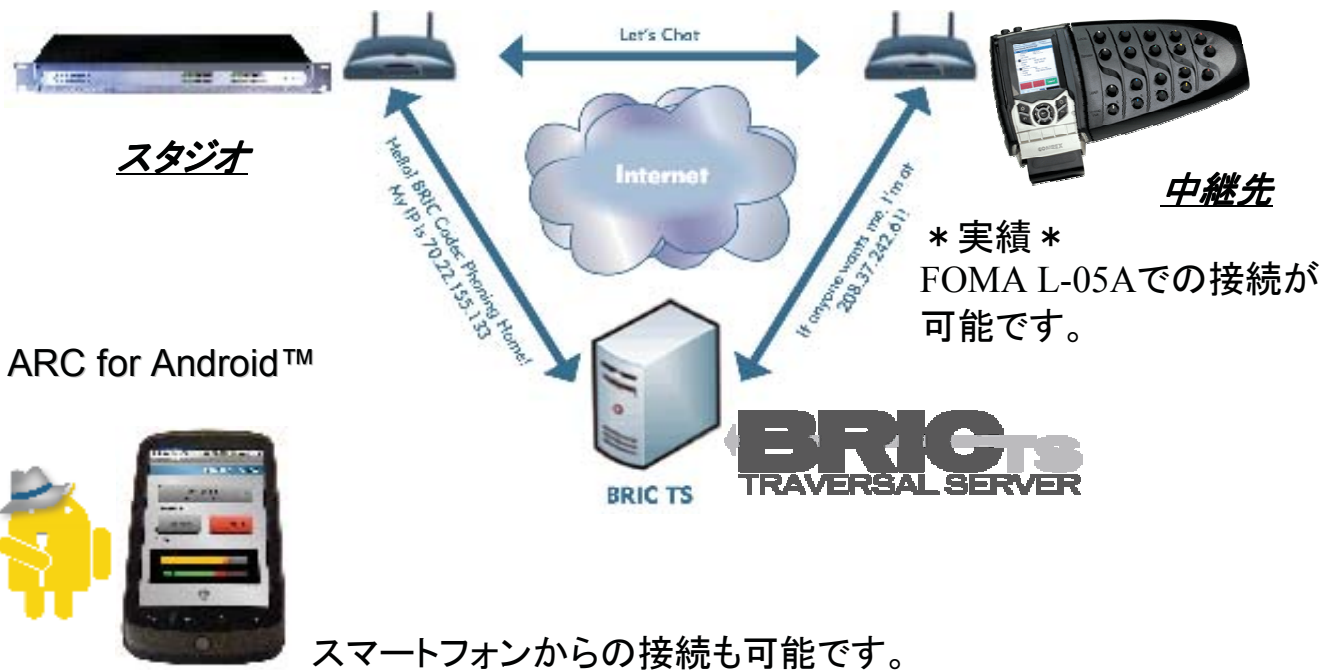 Let's Chat
スタジオ
Internet
中継先
Hello! BRIC Codec Phoning Home!
My IP is 70.22.155.133
If anyone wants me, I'm at
208.37.242.61!
＊実績＊
FOMA L-05Aでの接続が
可能です。
ARC for Android™
BRIC TS
BRIC TS
TRAVERSAL SERVER
スマートフォンからの接続も可能です。